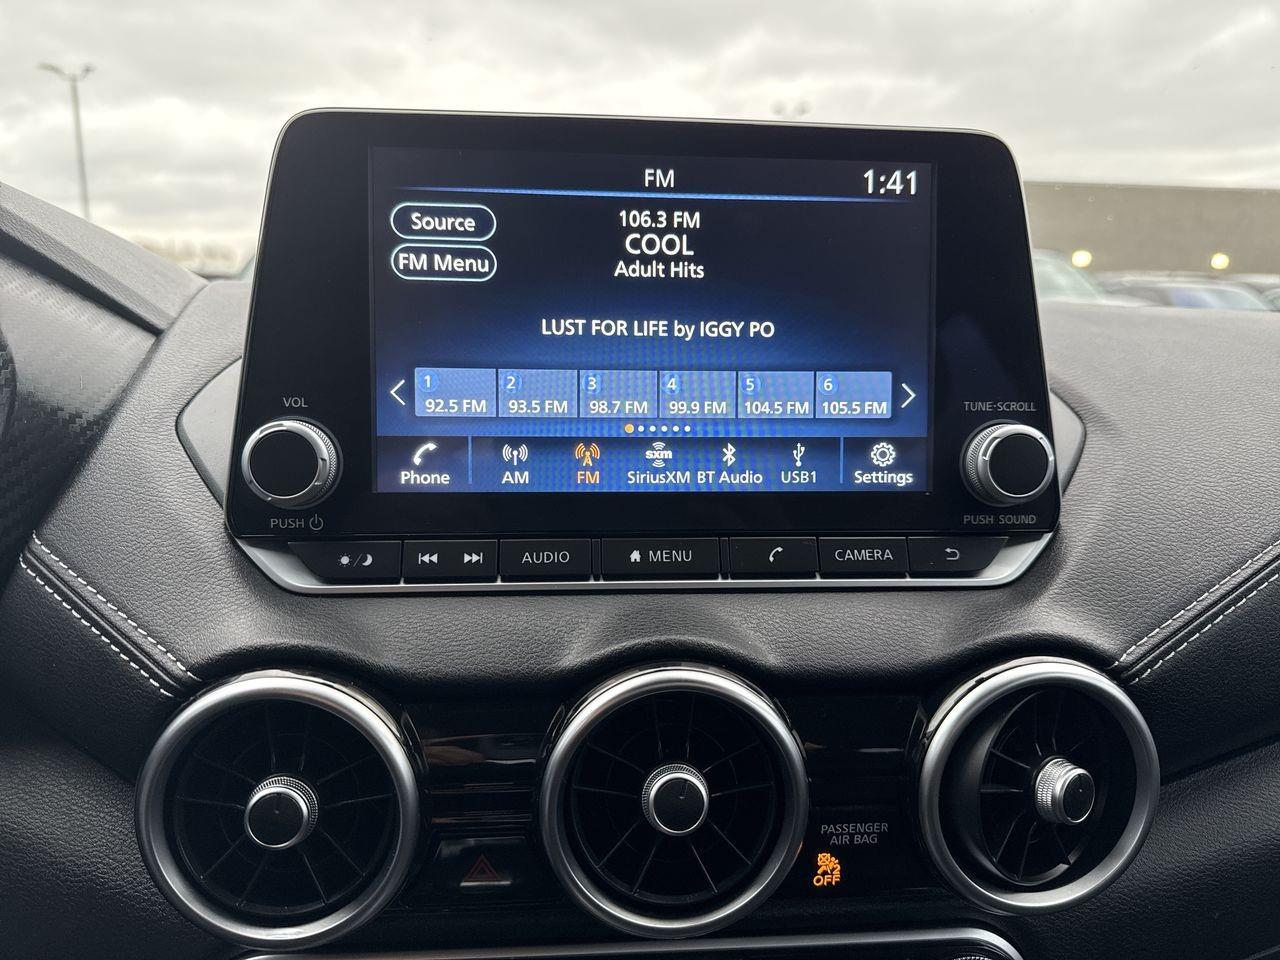 FM
1:41
Source
106.3 FM
COOL
FM Menu
Adult Hits
LUST FOR LIFE by IGGY PO
1 2 3 4 5 6
92.5 FM 93.5 FM 98.7 FM 99.9 FM 104.5 FM 105.5 FM
VOL
TUNE·SCROLL
sxm
Phone AM FM SiriusXM BT Audio USB1 Settings
PUSH
PUSH SOUND
AUDIO MENU CAMERA
PASSENGER
AIR BAG
2
OFF